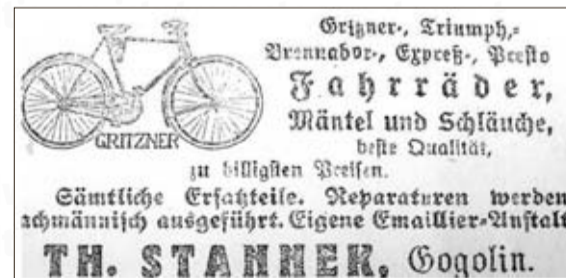 Gritzner-, Triumph-,
Brennabor-, Expreß-, Presto
Fahrräder,
Mäntel und Schläuche,
beste Qualität,
zu billigsten Preisen.
GRITZNER
Sämtliche Ersatzteile. Reparaturen werden
achmännisch ausgeführt. Eigene Emaillier-Anstalt
TH. STANNEK, Gogolin.